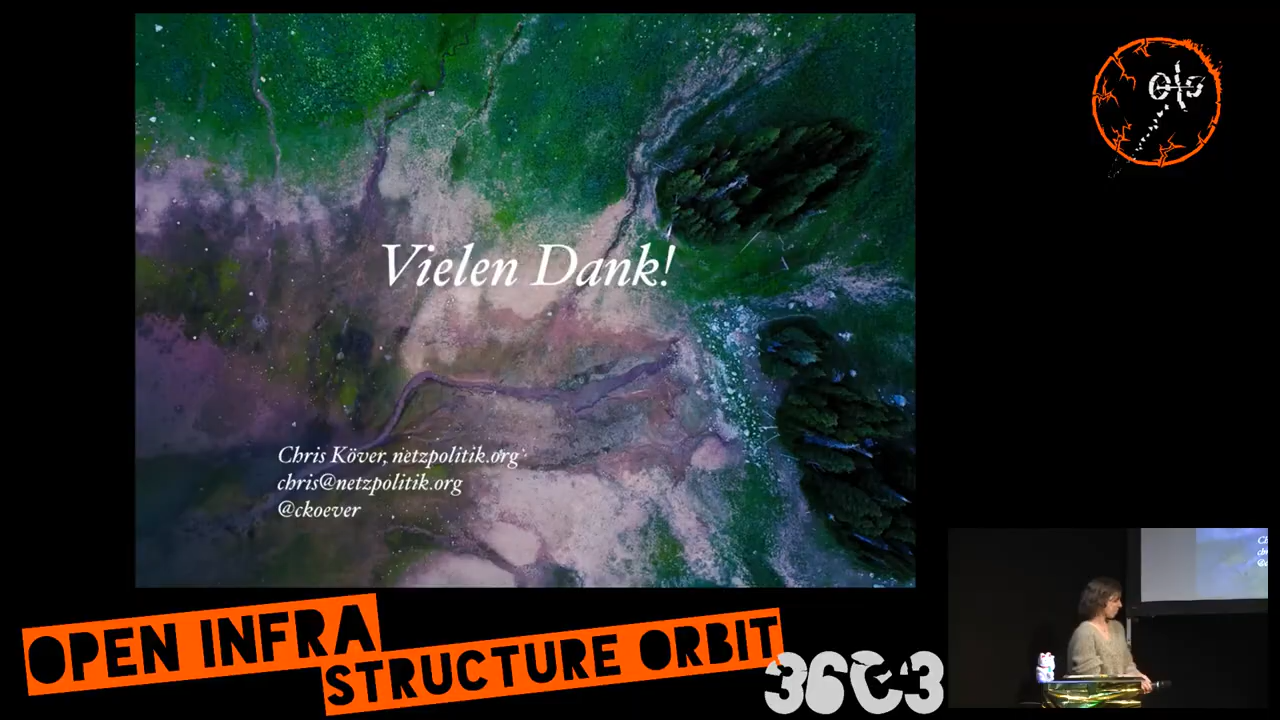 Vielen Dank!
Chris Köver, netzpolitik.org
chris@netzpolitik.org
@ckoever
OPEN INFRA
STRUCTURE ORBIT
36C3